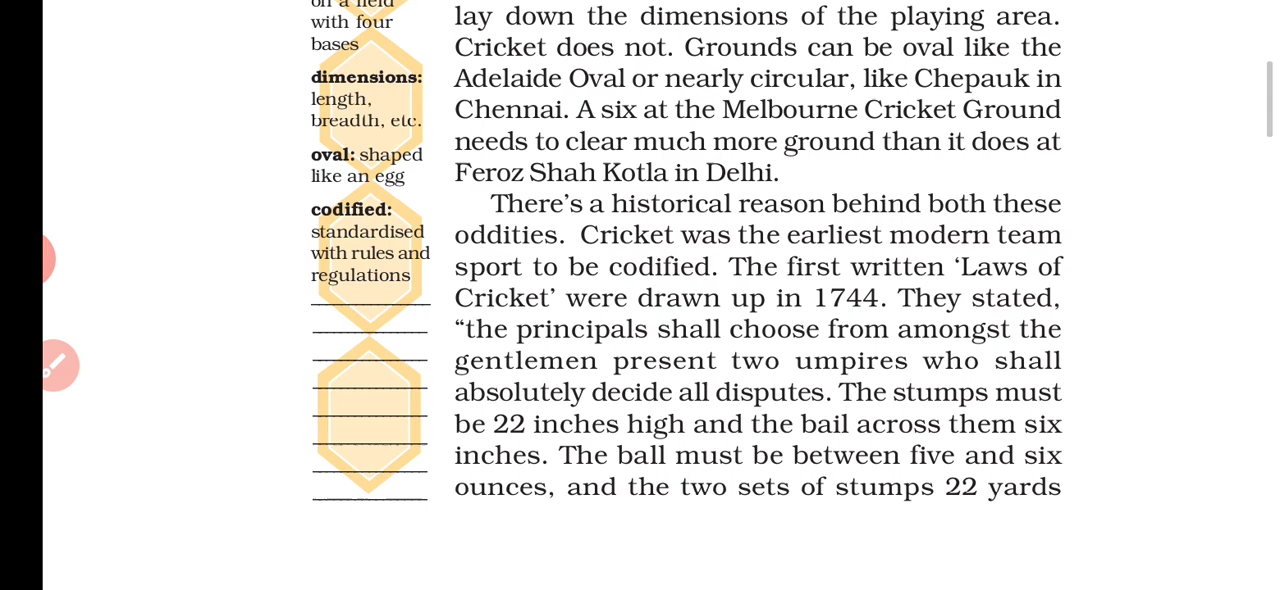 on a field
with four
bases
dimensions:
length,
breadth, etc.
oval: shaped
like an egg
codified:
standardised
with rules and
regulations
lay down the dimensions of the playing area.
Cricket does not. Grounds can be oval like the
Adelaide Oval or nearly circular, like Chepauk in
Chennai. A six at the Melbourne Cricket Ground
needs to clear much more ground than it does at
Feroz Shah Kotla in Delhi.
There’s a historical reason behind both these
oddities. Cricket was the earliest modern team
sport to be codified. The first written ‘Laws of
Cricket’ were drawn up in 1744. They stated,
“the principals shall choose from amongst the
gentlemen present two umpires who shall
absolutely decide all disputes. The stumps must
be 22 inches high and the bail across them six
inches. The ball must be between five and six
ounces, and the two sets of stumps 22 yards